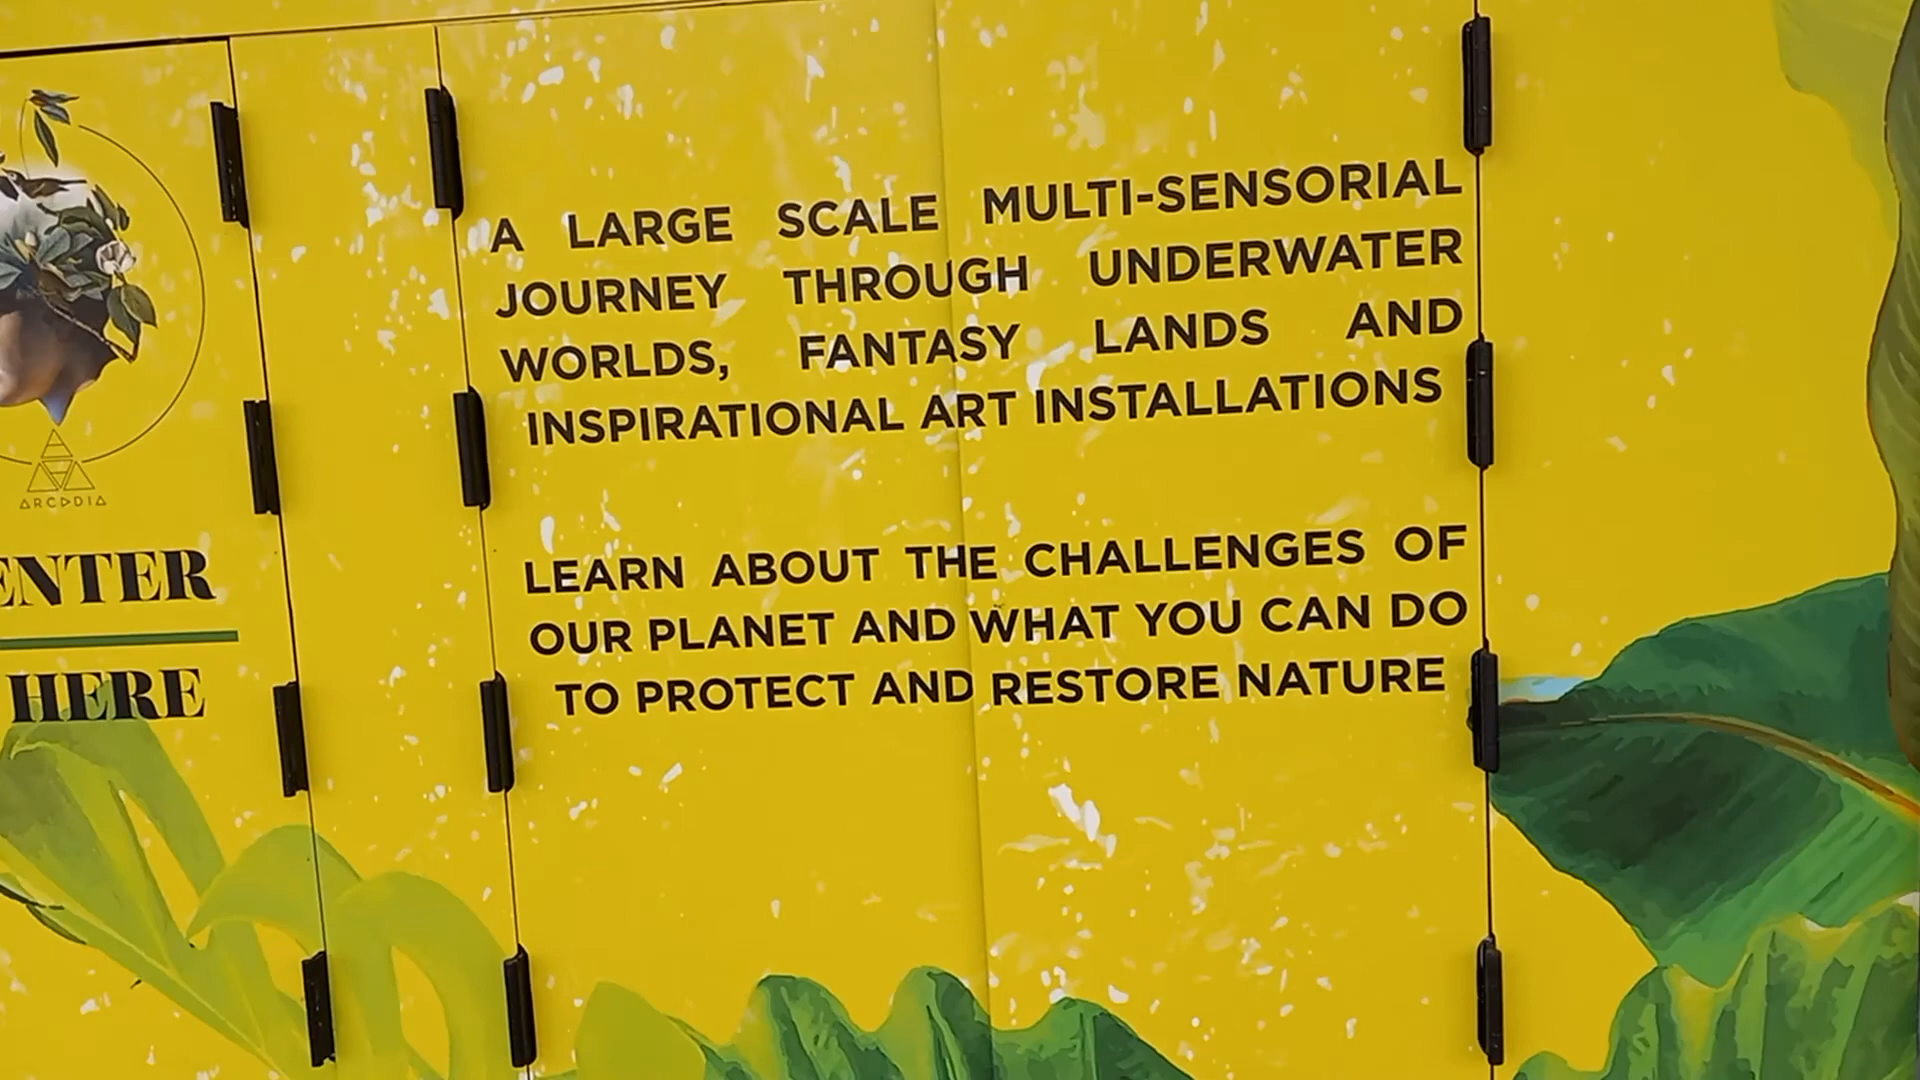 ARCADIA
ENTER
HERE
A LARGE SCALE MULTI-SENSORIAL
JOURNEY THROUGH UNDERWATER
WORLDS, FANTASY LANDS AND
INSPIRATIONAL ART INSTALLATIONS
LEARN ABOUT THE CHALLENGES OF
OUR PLANET AND WHAT YOU CAN DO
TO PROTECT AND RESTORE NATURE